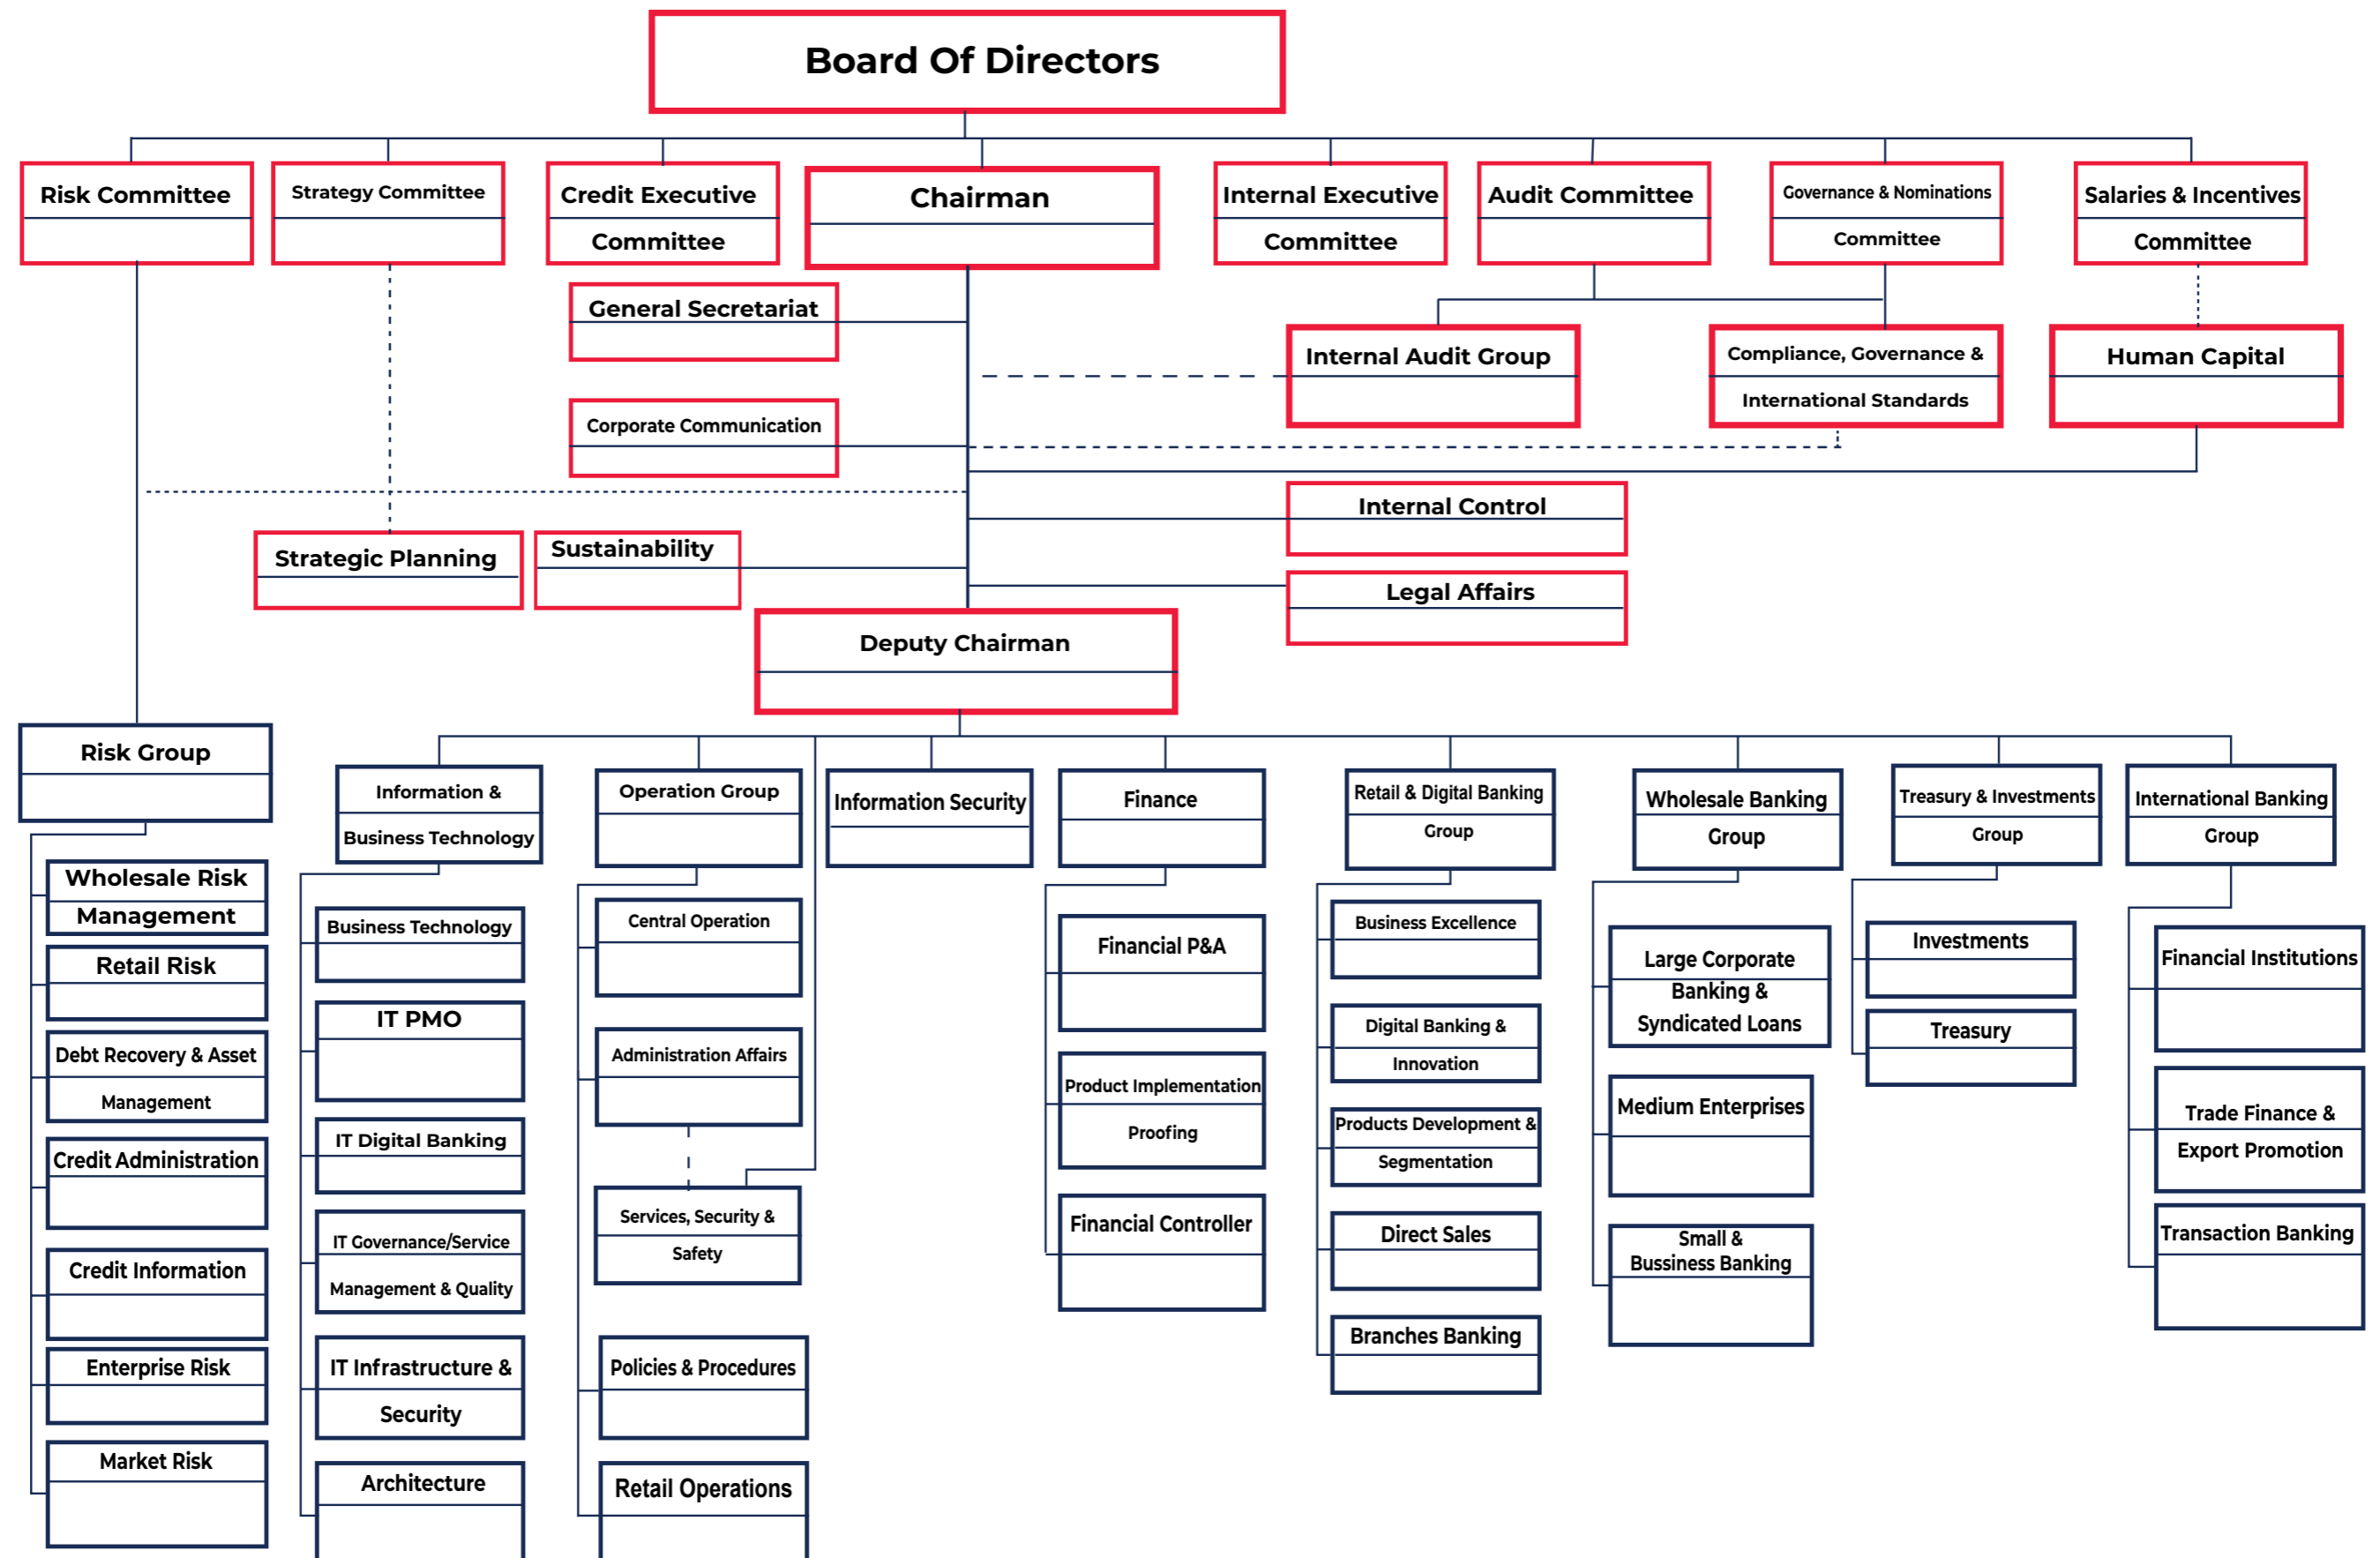 Board Of Directors
Risk Committee
Strategy Committee
Credit Executive
Committee
Chairman
Internal Executive
Committee
Audit Committee
Governance & Nominations
Committee
Salaries & Incentives
Committee
General Secretariat
Internal Audit Group
Compliance, Governance &
International Standards
Human Capital
Corporate Communication
Internal Control
Strategic Planning
Sustainability
Legal Affairs
Deputy Chairman
Risk Group
Wholesale Risk
Management
Retail Risk
Debt Recovery & Asset
Management
Credit Administration
Credit Information
Enterprise Risk
Market Risk
Information &
Business Technology
Business Technology
IT PMO
IT Digital Banking
IT Governance/Service
Management & Quality
IT Infrastructure &
Security
Architecture
Operation Group
Central Operation
Administration Affairs
Services, Security &
Safety
Policies & Procedures
Retail Operations
Information Security
Finance
Financial P&A
Product Implementation
Proofing
Financial Controller
Retail & Digital Banking
Group
Business Excellence
Digital Banking &
Innovation
Products Development &
Segmentation
Direct Sales
Branches Banking
Wholesale Banking
Group
Large Corporate
Banking &
Syndicated Loans
Medium Enterprises
Small &
Bussiness Banking
Treasury & Investments
Group
Investments
Treasury
International Banking
Group
Financial Institutions
Trade Finance &
Export Promotion
Transaction Banking